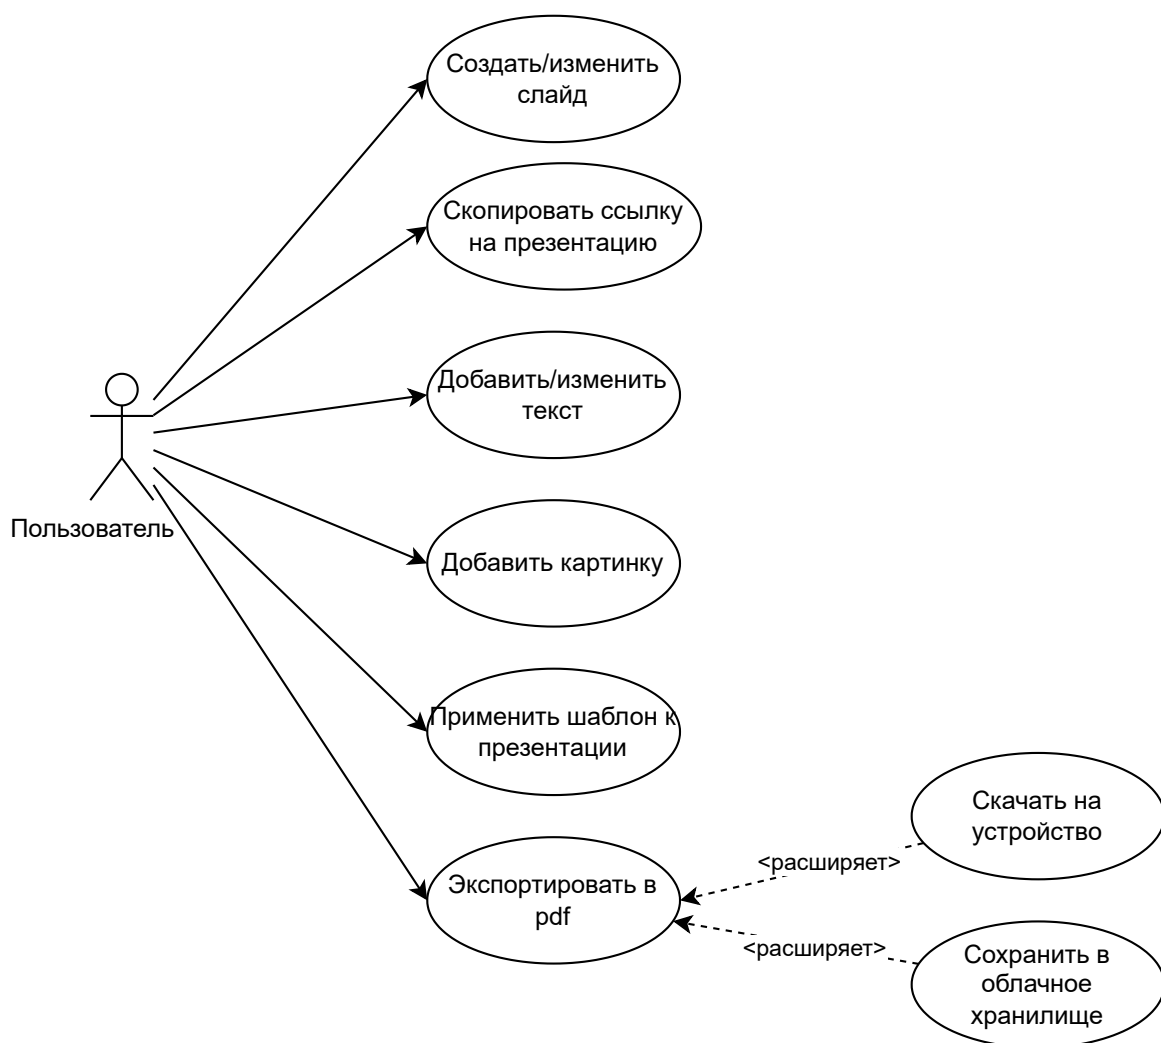 Создать/изменить
слайд
Скопировать ссылку
на презентацию
Добавить/изменить
текст
Пользователь
Добавить картинку
Применить шаблон к
презентации
Скачать на
устройство
<расширяет>
Экспортировать в
pdf
<расширяет>
Сохранить в
облачное
хранилище